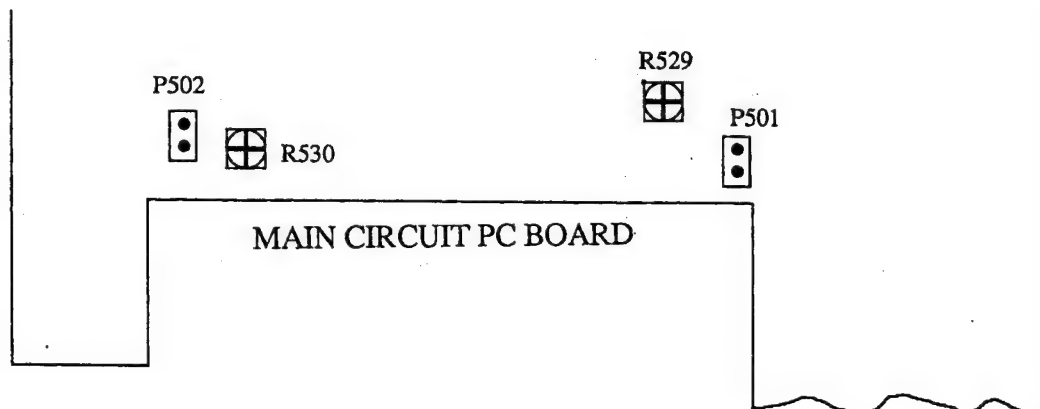 R529
P502
P501
R530
MAIN CIRCUIT PC BOARD